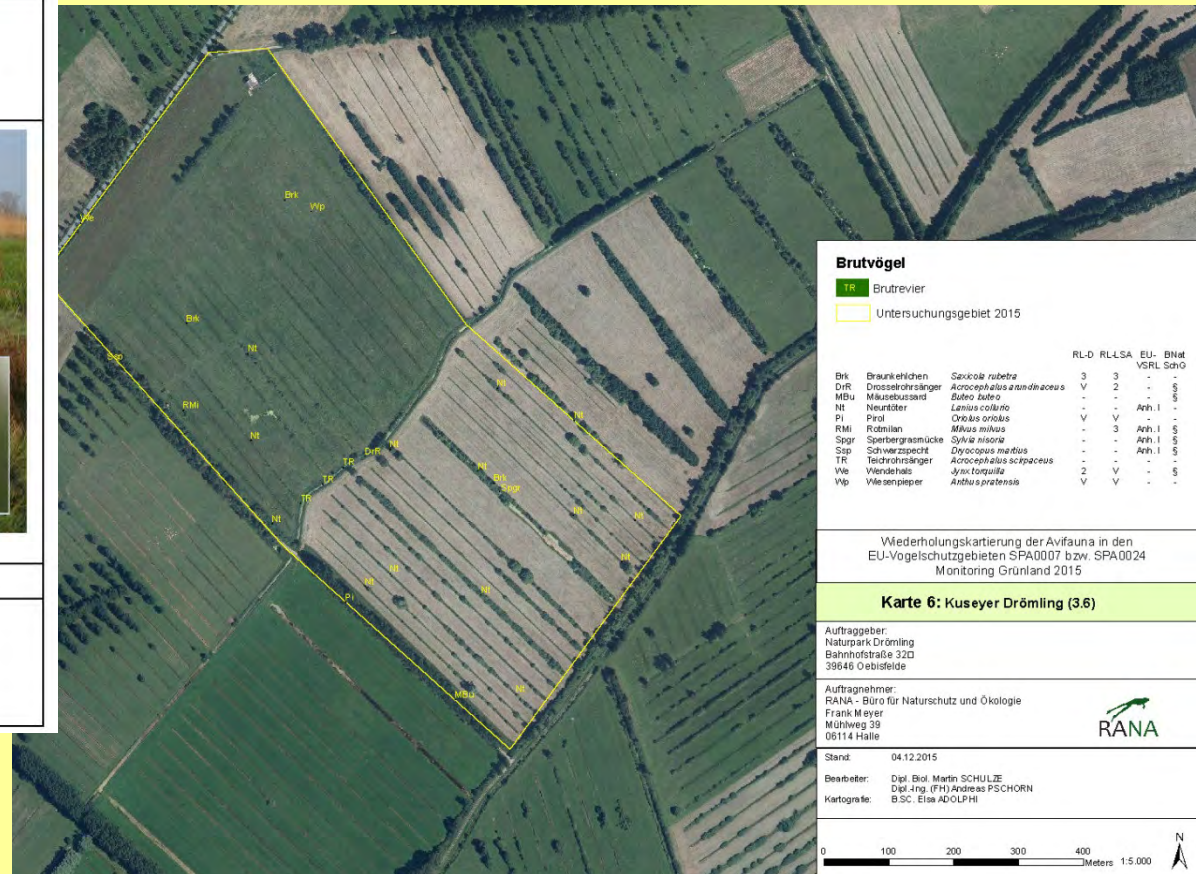 Brk
Wp
We
Brk
Nt
Ssp
Nt
RMi
Nt
Nt
DrR
Nt
TR
Nt
TR
Brk
Spgr
TR
Nt
Nt
Nt
Nt
Nt
Nt
Nt
Pi
MBu
Nt
Brutvögel
TR Brutrevier
Untersuchungsgebiet 2015
RL-D RL-LSA EU-VSRL BNatSchG
Brk Braunkehlchen Saxicola rubetra 3 3 - -
DrR Drosselrohrsänger Acrocephalus arundinaceus V 2 - §
MBu Mäusebussard Buteo buteo - - - §
Nt Neuntöter Lanius collurio - - Anh. I -
Pi Pirol Oriolus oriolus V V - -
RMi Rotmilan Milvus milvus - 3 Anh. I §
Spgr Sperbergrasmücke Sylvia nisoria - - Anh. I §
Ssp Schwarzspecht Dryocopus martius - - Anh. I §
TR Teichrohrsänger Acrocephalus scirpaceus - - - -
We Wendehals Jynx torquilla 2 V - §
Wp Wiesenpieper Anthus pratensis V V - -
Wiederholungskartierung der Avifauna in den
EU-Vogelschutzgebieten SPA0007 bzw. SPA0024
Monitoring Grünland 2015
Karte 6: Kuseyer Drömling (3.6)
Auftraggeber:
Naturpark Drömling
Bahnhofstraße 32□
39646 Oebisfelde
Auftragnehmer:
RANA - Büro für Naturschutz und Ökologie
Frank Meyer
Mühlweg 39
06114 Halle
RANA
Stand: 04.12.2015
Bearbeiter: Dipl. Biol. Martin SCHULZE
Dipl.-Ing. (FH) Andreas PSCHORN
Kartografie: B.SC. Elsa ADOLPHI
0 100 200 300 400
Meters 1:5.000
N